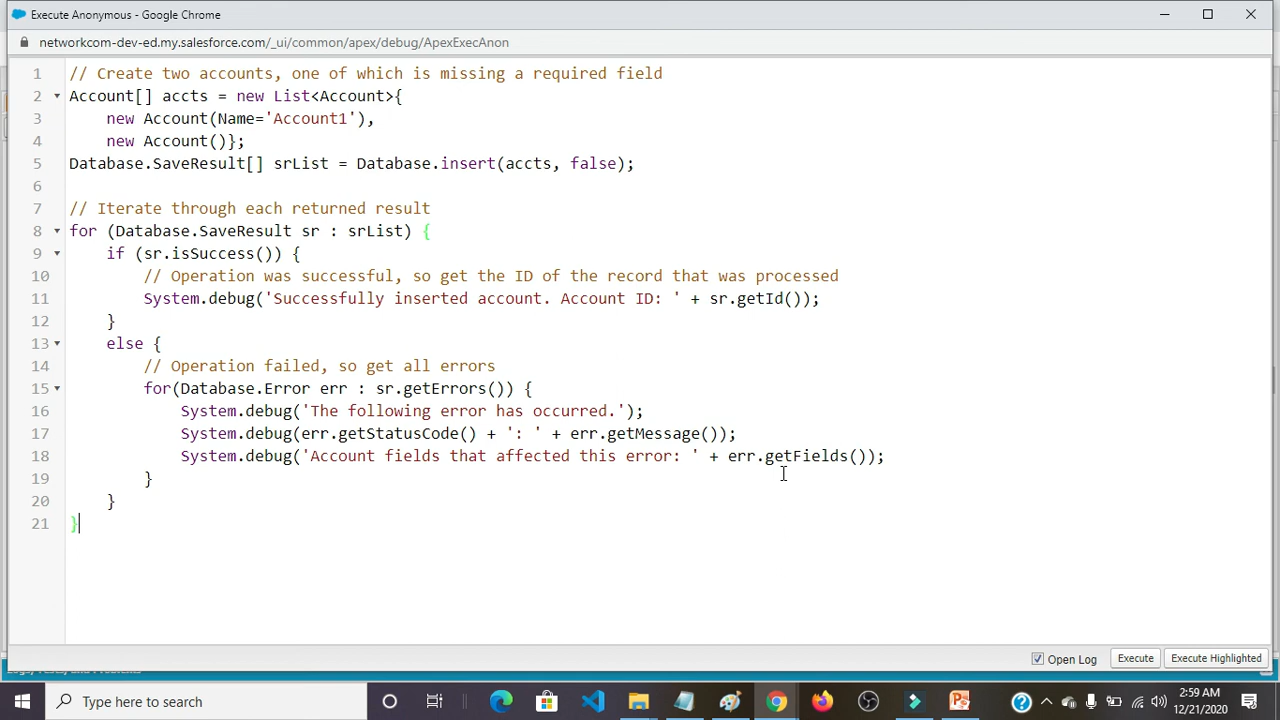 Execute Anonymous - Google Chrome
networkcom-dev-ed.my.salesforce.com/_ui/common/apex/debug/ApexExecAnon
1 // Create two accounts, one of which is missing a required field
2 Account[] accts = new List<Account>{
3 new Account(Name='Account1'),
4 new Account()};
5 Database.SaveResult[] srList = Database.insert(accts, false);
6
7 // Iterate through each returned result
8 for (Database.SaveResult sr : srList) {
9 if (sr.isSuccess()) {
10 // Operation was successful, so get the ID of the record that was processed
11 System.debug('Successfully inserted account. Account ID: ' + sr.getId());
12 }
13 else {
14 // Operation failed, so get all errors
15 for(Database.Error err : sr.getErrors()) {
16 System.debug('The following error has occurred.');
17 System.debug(err.getStatusCode() + ': ' + err.getMessage());
18 System.debug('Account fields that affected this error: ' + err.getFields());
19 }
20 }
21 }
Open Log Execute Execute Highlighted
Type here to search
2:59 AM
12/21/2020